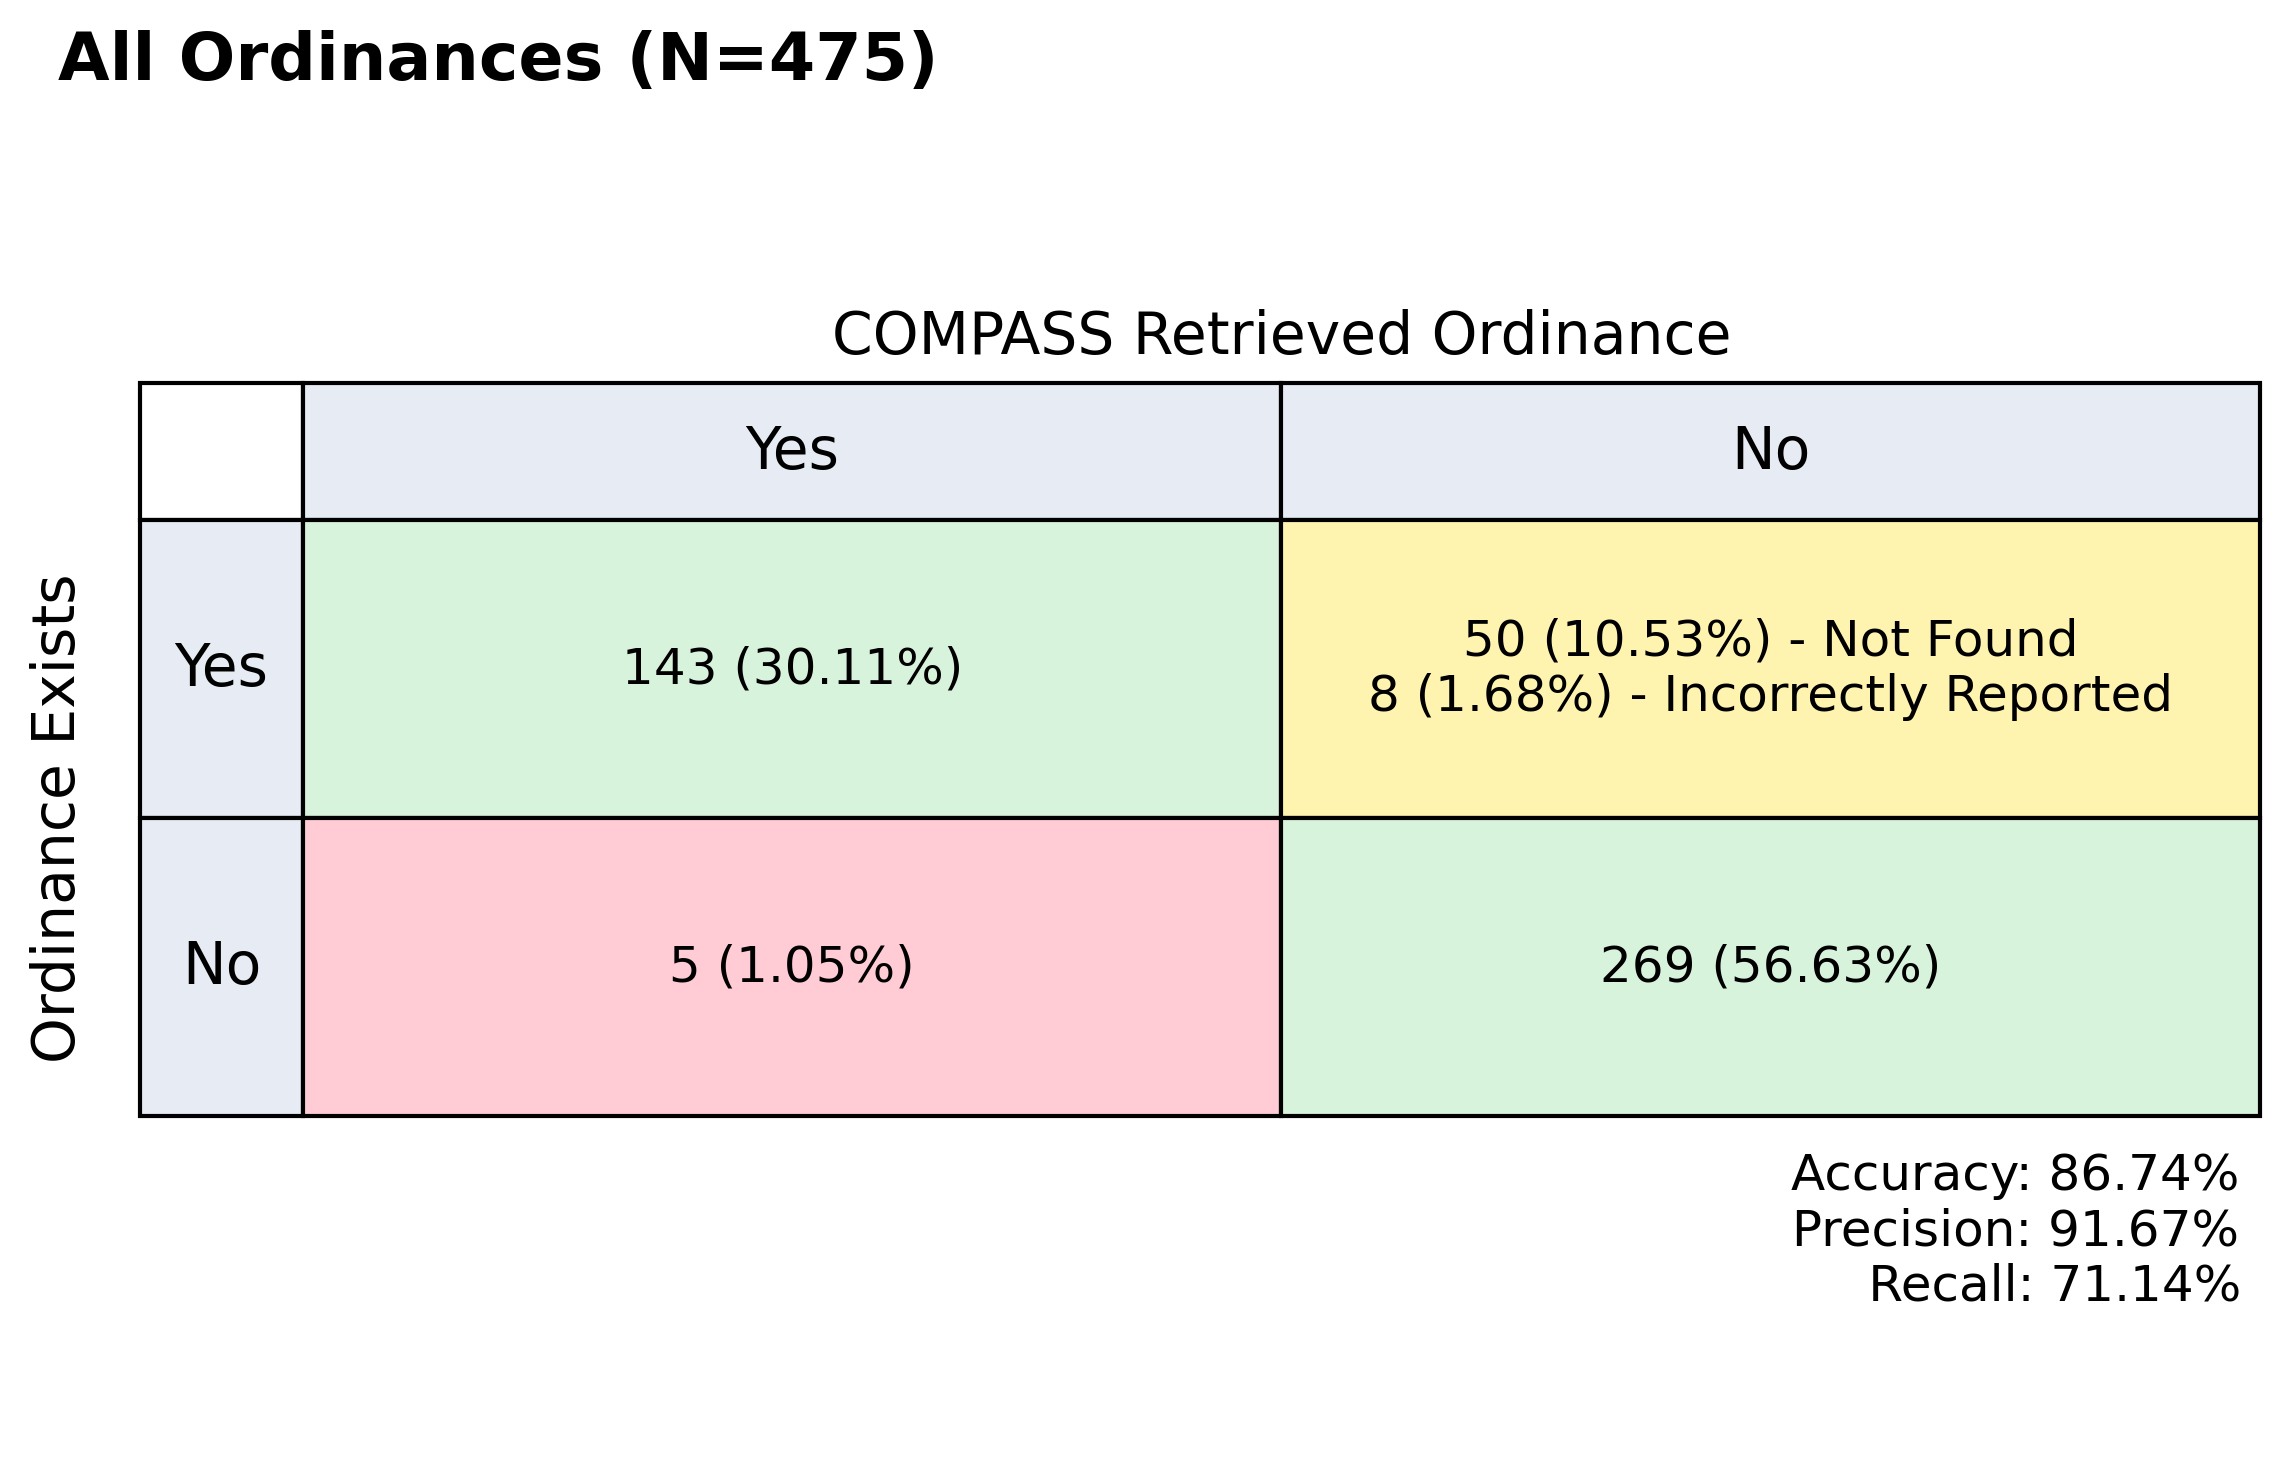 All Ordinances (N=475)
COMPASS Retrieved Ordinance
Yes
No
Ordinance Exists
Yes
143 (30.11%)
50 (10.53%) - Not Found
8 (1.68%) - Incorrectly Reported
No
5 (1.05%)
269 (56.63%)
Accuracy: 86.74%
Precision: 91.67%
Recall: 71.14%